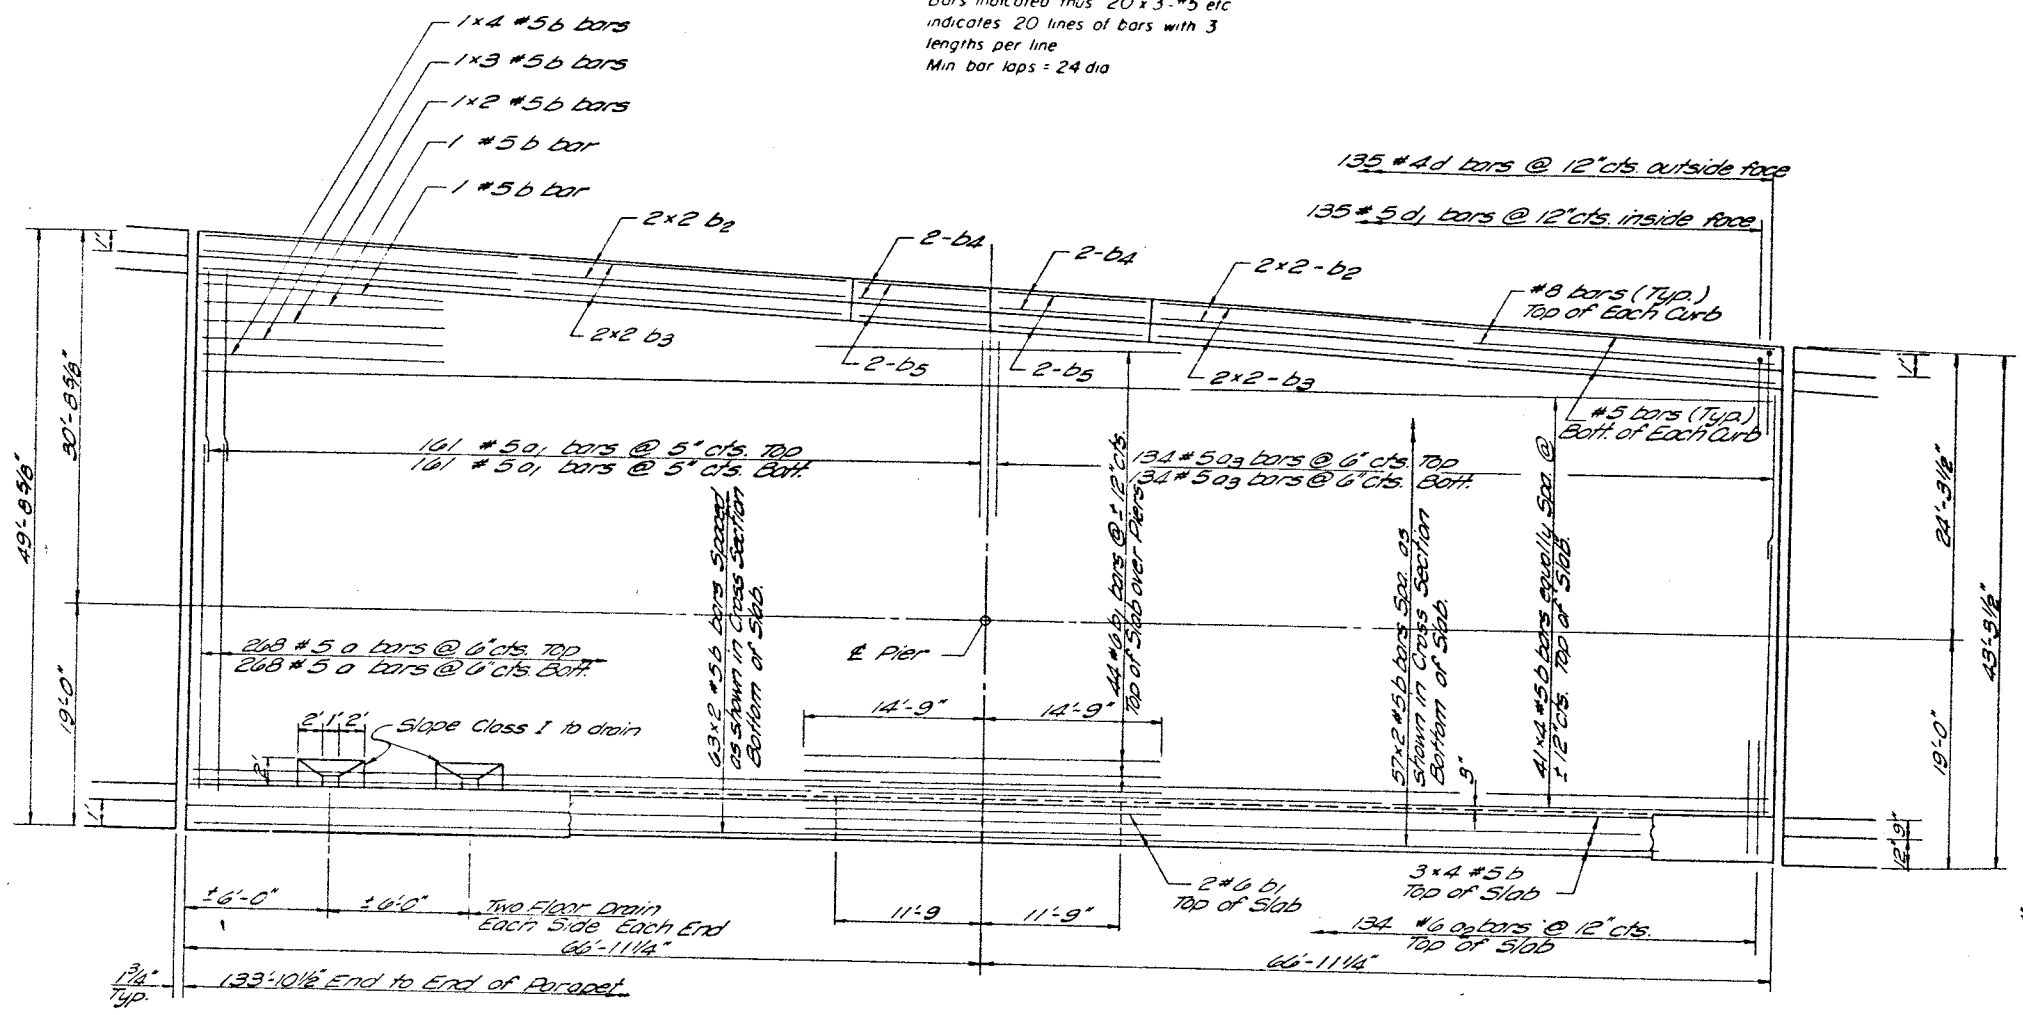 Bars indicated thus 20 x 3-#5 etc
indicates 20 lines of bars with 3
lengths per line
Min bar laps = 24 dia
1x4 #5b bars
1x3 #5b bars
1x2 #5b bars
1 #5b bar
1 #5b bar
135 #4d bars @ 12"cts. outside face
135 #5d₁ bars @ 12"cts. inside face
2x2 b₂
2-b₄
2-b₄
2x2-b₂
#8 bars (Typ.)
Top of Each Curb
2x2 b₃
2-b₅
2-b₅
2x2-b₃
#5 bars (Typ.)
Bott. of Each Curb
1'
1'
49'-8 5/8"
30'-8 5/8"
19'-0"
1'
161 #5a₁ bars @ 5" cts. Top
161 #5a₁ bars @ 5" cts. Bott.
134 #5a₃ bars @ 6" cts. Top
134 #5a₃ bars @ 6" cts. Bott.
63x2 #5b bars Spaced
as shown in Cross Section
Bottom of Slab.
44 #6b₁ bars @ ± 12" cts.
Top of Slab over Piers
57x2 #5b bars Spa. as
shown in Cross Section
Bottom of Slab.
41x4 #5b bars equally Spa. @
± 12" cts. Top of Slab.
24'-3 1/2"
43'-3 1/2"
19'-0"
268 #5 a bars @ 6" cts. Top
268 #5 a bars @ 6" cts. Bott.
℄ Pier
14'-9"
14'-9"
2' 1' 2'
Slope Class I to drain
2'
3"
9"
12"
2 #6 b₁
Top of Slab
3x4 #5b
Top of Slab
±6'-0"
±6'-0"
Two Floor Drain
Each Side Each End
11'-9
11'-9"
134 #6 a₂ bars @ 12" cts.
Top of Slab
66'-11 1/4"
66'-11 1/4"
1 3/4"
Typ.
133'-10 1/2" End to End of Parapet